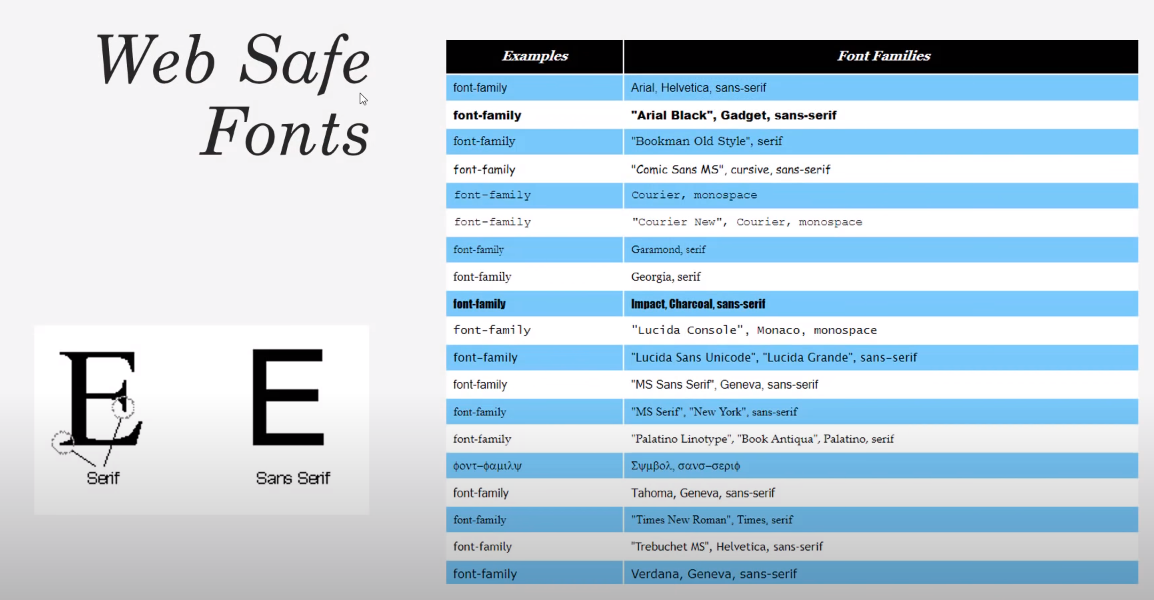 Web Safe
Fonts
Examples Font Families
font-family Arial, Helvetica, sans-serif
font-family "Arial Black", Gadget, sans-serif
font-family "Bookman Old Style", serif
font-family "Comic Sans MS", cursive, sans-serif
font-family Courier, monospace
font-family "Courier New", Courier, monospace
font-family Garamond, serif
font-family Georgia, serif
font-family Impact, Charcoal, sans-serif
font-family "Lucida Console", Monaco, monospace
font-family "Lucida Sans Unicode", "Lucida Grande", sans-serif
font-family "MS Sans Serif", Geneva, sans-serif
font-family "MS Serif", "New York", sans-serif
font-family "Palatino Linotype", "Book Antiqua", Palatino, serif
φοντ–φαμιλψ Σψμβολ, σανσ–σεριφ
font-family Tahoma, Geneva, sans-serif
font-family "Times New Roman", Times, serif
font-family "Trebuchet MS", Helvetica, sans-serif
font-family Verdana, Geneva, sans-serif
E E
Serif Sans Serif